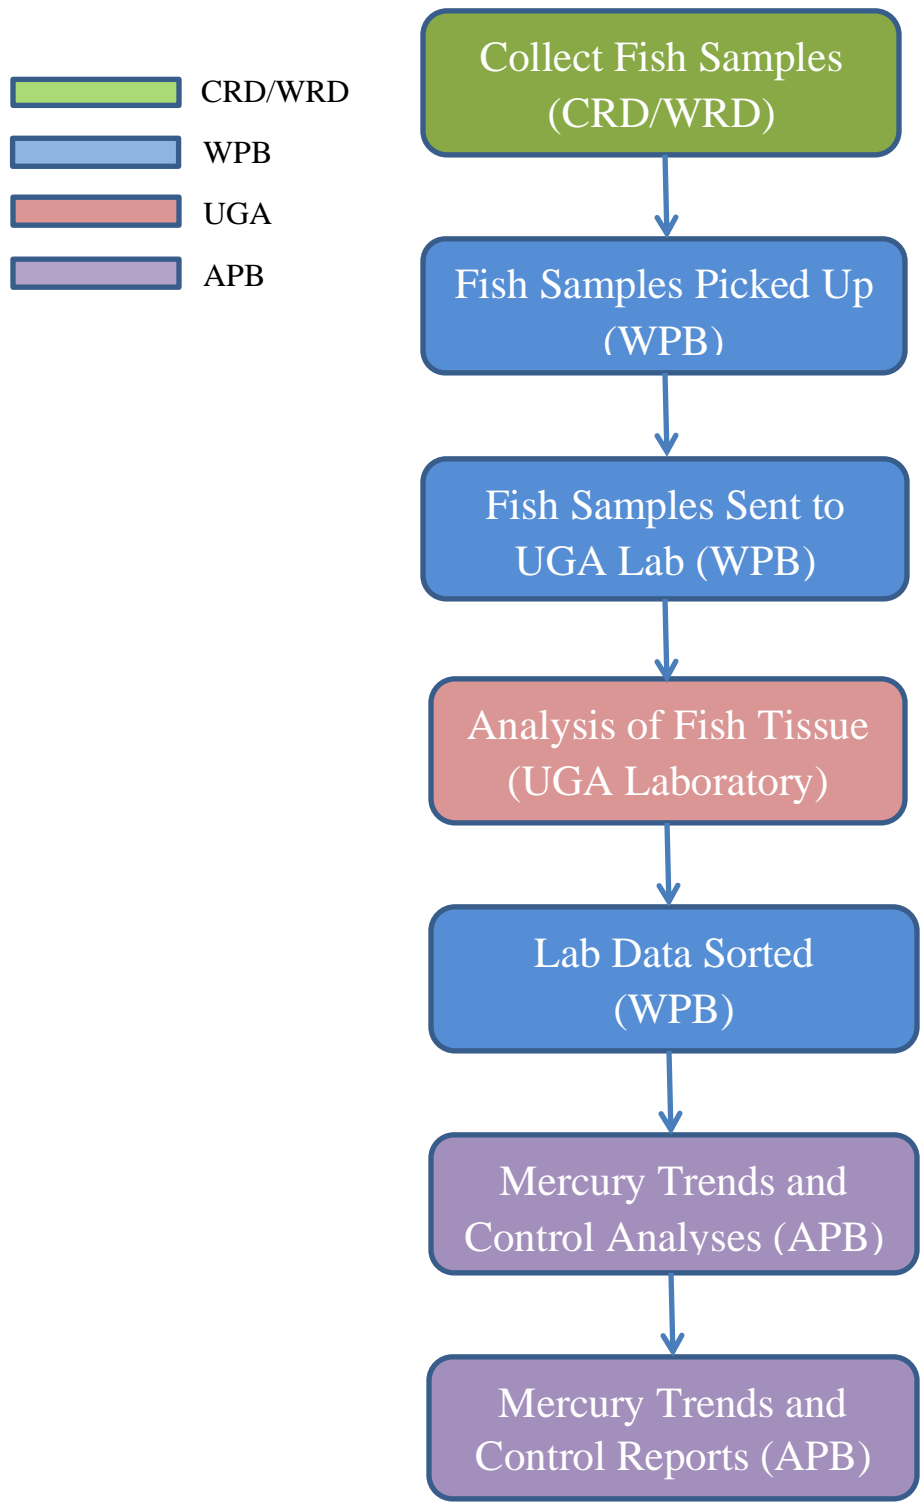 CRD/WRD
WPB
UGA
APB
Collect Fish Samples
(CRD/WRD)
Fish Samples Picked Up
(WPB)
Fish Samples Sent to
UGA Lab (WPB)
Analysis of Fish Tissue
(UGA Laboratory)
Lab Data Sorted
(WPB)
Mercury Trends and
Control Analyses (APB)
Mercury Trends and
Control Reports (APB)